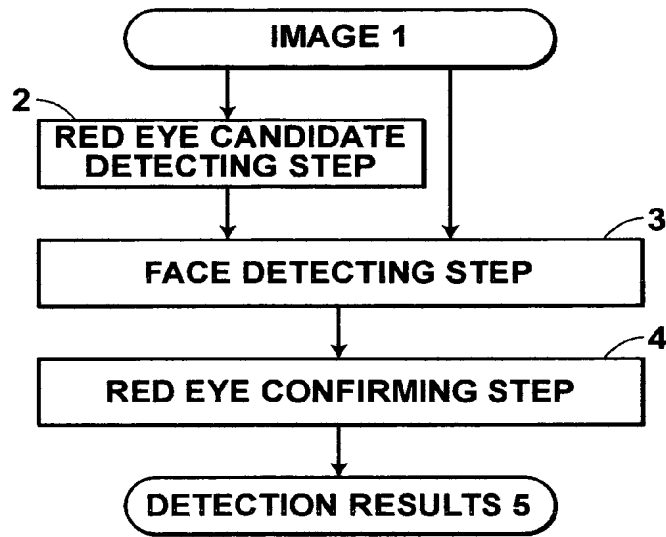 IMAGE 1
2
RED EYE CANDIDATE
DETECTING STEP
3
FACE DETECTING STEP
4
RED EYE CONFIRMING STEP
DETECTION RESULTS 5